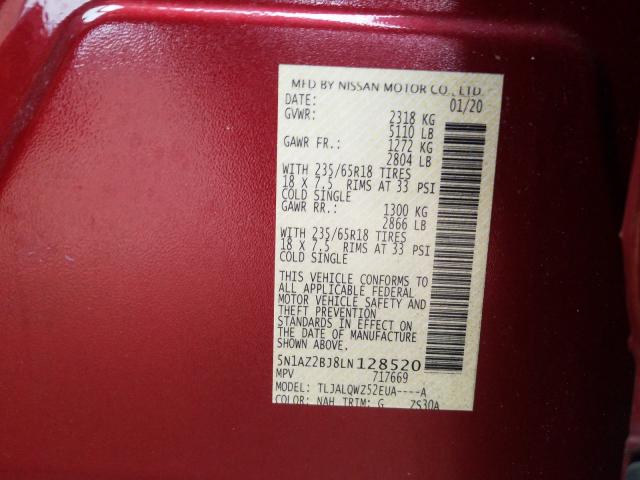 MFD BY NISSAN MOTOR CO., LTD.
DATE: 01/20
GVWR: 2318 KG
5110 LB
GAWR FR.: 1272 KG
2804 LB
WITH 235/65R18 TIRES
18 X 7.5 RIMS AT 33 PSI
COLD SINGLE
GAWR RR.: 1300 KG
2866 LB
WITH 235/65R18 TIRES
18 X 7.5 RIMS AT 33 PSI
COLD SINGLE
THIS VEHICLE CONFORMS TO
ALL APPLICABLE FEDERAL
MOTOR VEHICLE SAFETY AND
THEFT PREVENTION
STANDARDS IN EFFECT ON
THE DATE OF MANUFACTURE
SHOWN ABOVE.
5N1AZ2BJ8LN128520
MPV 717669
MODEL: TLJALQWZ52EUA----A
COLOR: NAH TRIM: G ZS30A